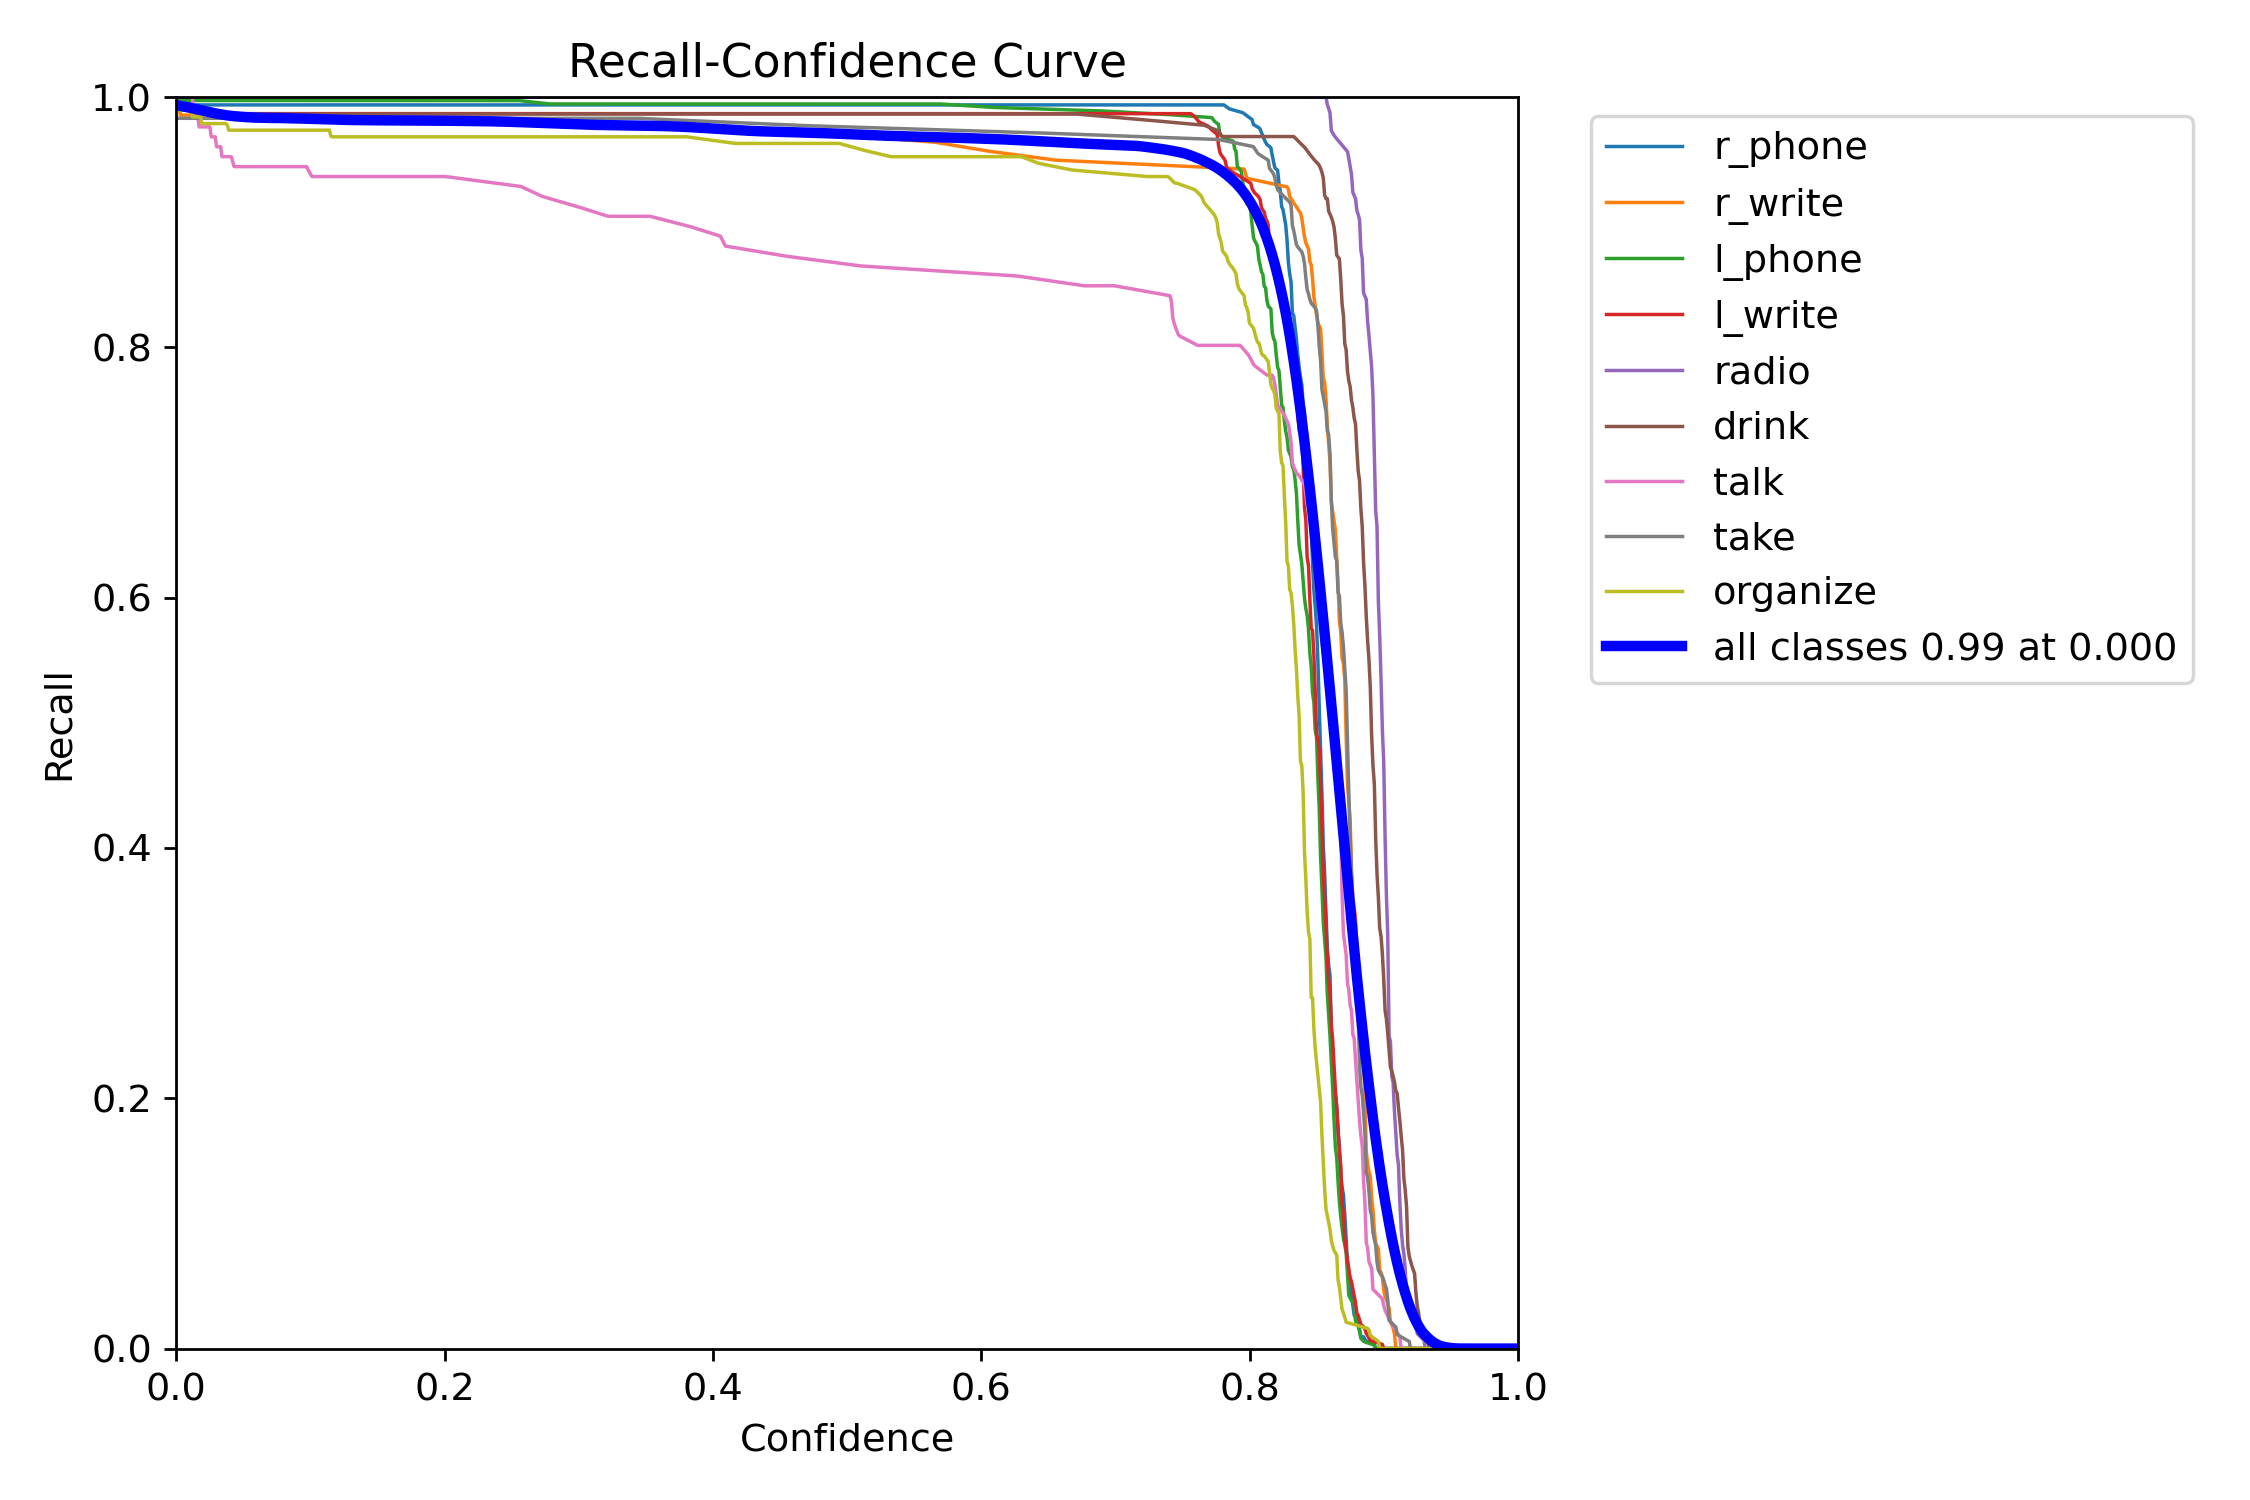 Recall-Confidence Curve
1.0
0.8
0.6
0.4
0.2
0.0
Recall
0.0 0.2 0.4 0.6 0.8 1.0
Confidence
r_phone
r_write
l_phone
l_write
radio
drink
talk
take
organize
all classes 0.99 at 0.000